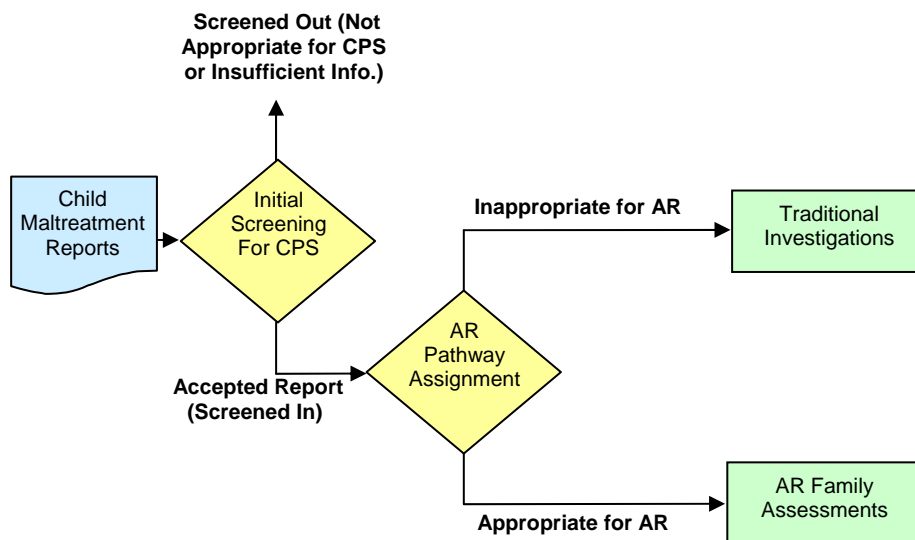 Screened Out (Not
Appropriate for CPS
or Insufficient Info.)
Child
Maltreatment
Reports
Initial
Screening
For CPS
Inappropriate for AR
Traditional
Investigations
AR
Pathway
Assignment
Accepted Report
(Screened In)
AR Family
Assessments
Appropriate for AR